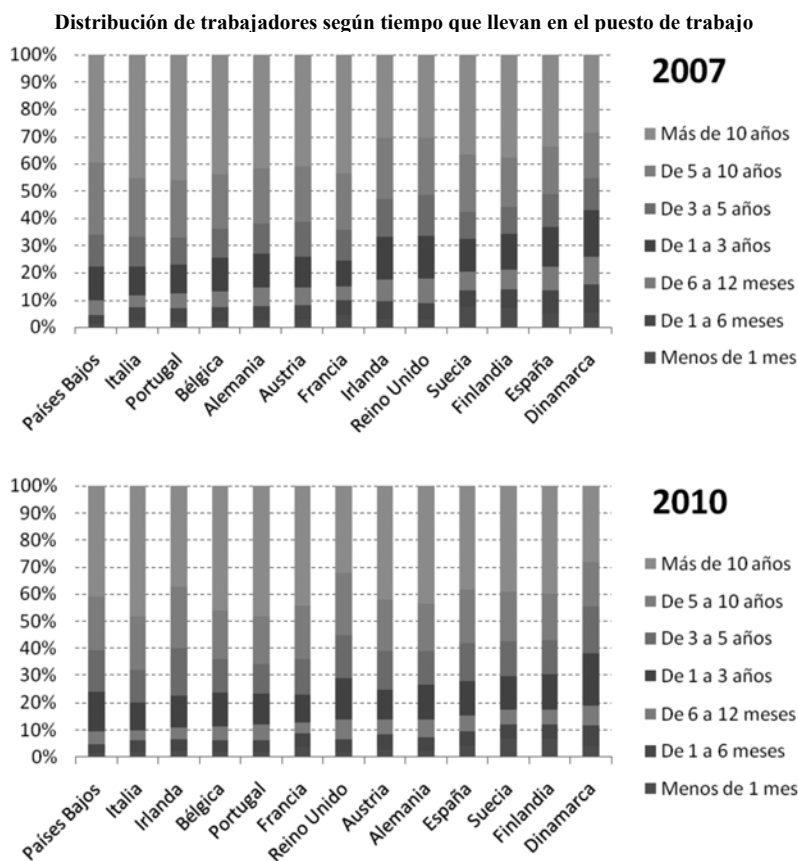 Distribución de trabajadores según tiempo que llevan en el puesto de trabajo
100%
90%
80%
70%
60%
50%
40%
30%
20%
10%
0%
Países Bajos
Italia
Portugal
Bélgica
Alemania
Austria
Francia
Irlanda
Reino Unido
Suecia
Finlandia
España
Dinamarca
2007
Más de 10 años
De 5 a 10 años
De 3 a 5 años
De 1 a 3 años
De 6 a 12 meses
De 1 a 6 meses
Menos de 1 mes
100%
90%
80%
70%
60%
50%
40%
30%
20%
10%
0%
Países Bajos
Italia
Irlanda
Bélgica
Portugal
Francia
Reino Unido
Austria
Alemania
España
Suecia
Finlandia
Dinamarca
2010
Más de 10 años
De 5 a 10 años
De 3 a 5 años
De 1 a 3 años
De 6 a 12 meses
De 1 a 6 meses
Menos de 1 mes